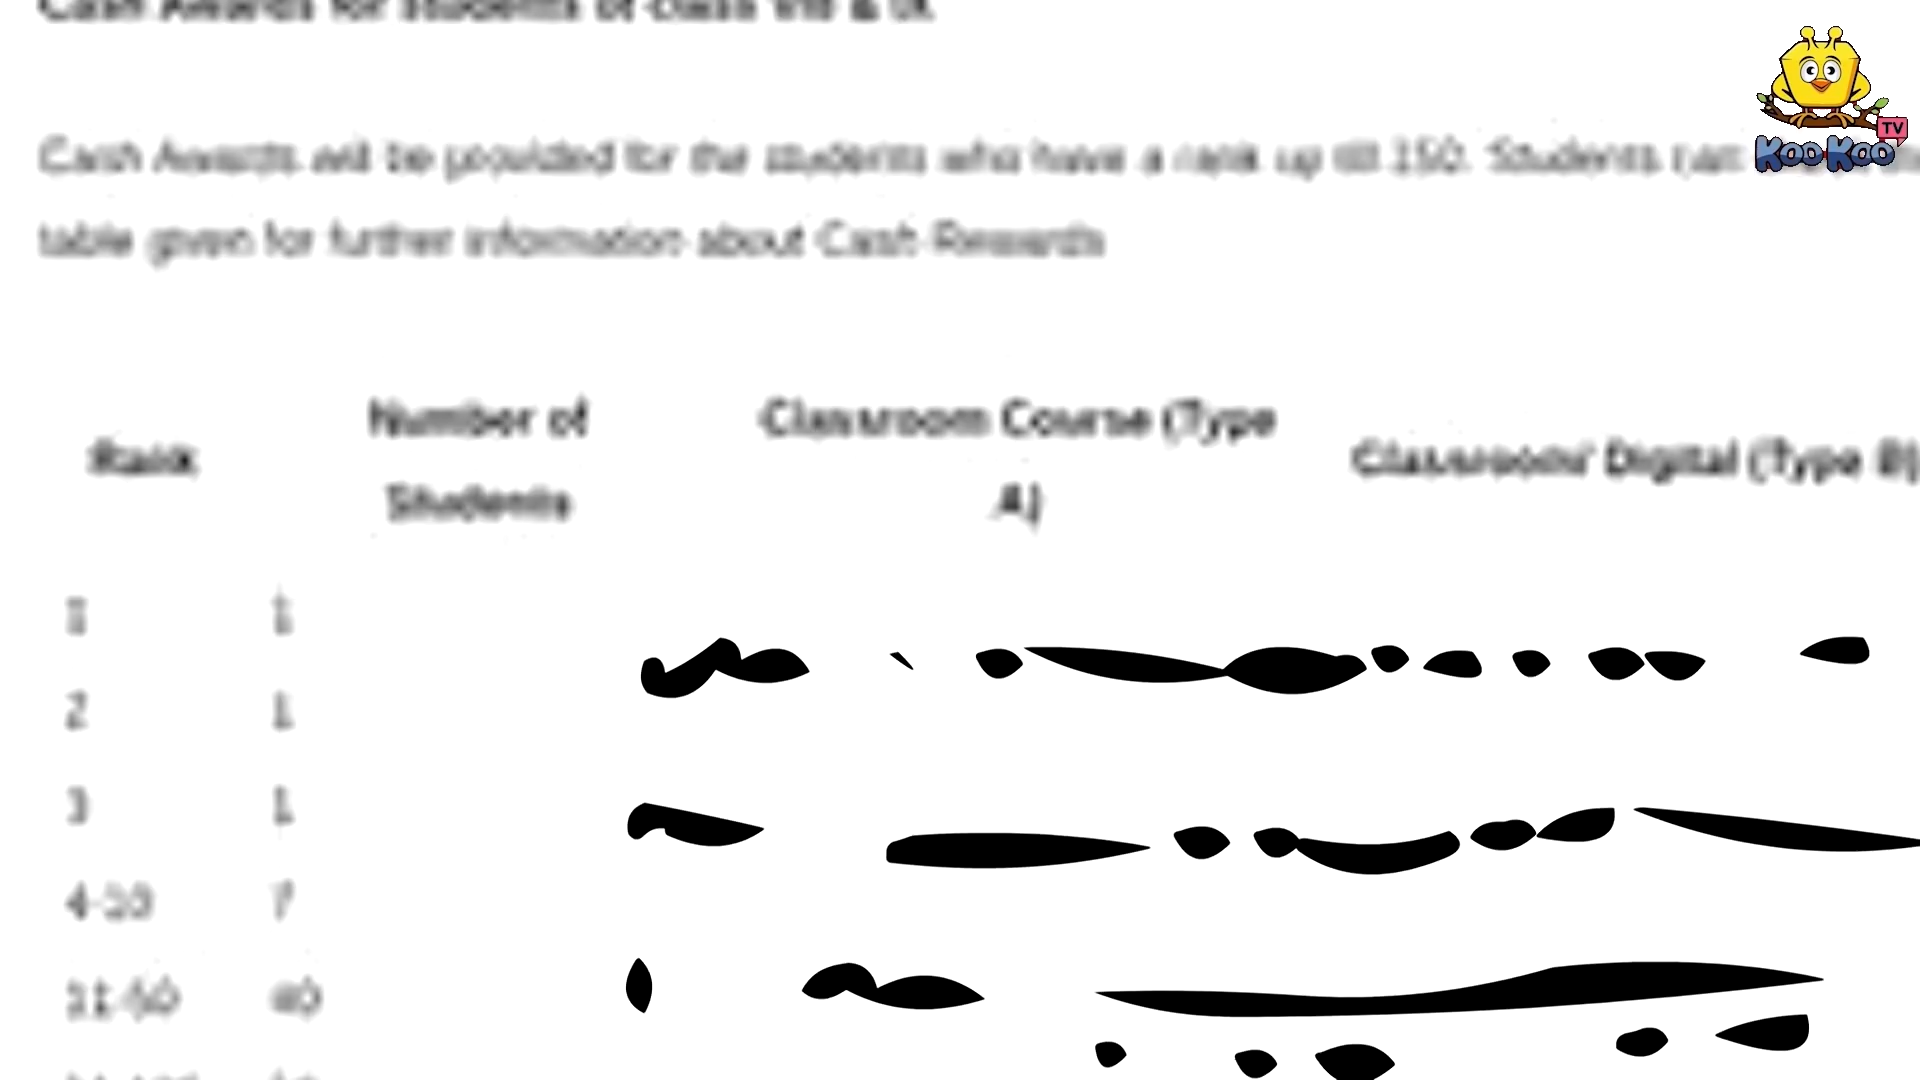 Cash Awards for students of class VIII & IX
Cash Awards will be provided for the students who have a rank up till 150. Students can
table given for further information about Cash Rewards
Rank
Number of Students
Classroom Course (Type A)
Classroom/ Digital (Type B)
1 1
2 1
3 1
4-10 7
11-50 40
TV
Koo Koo